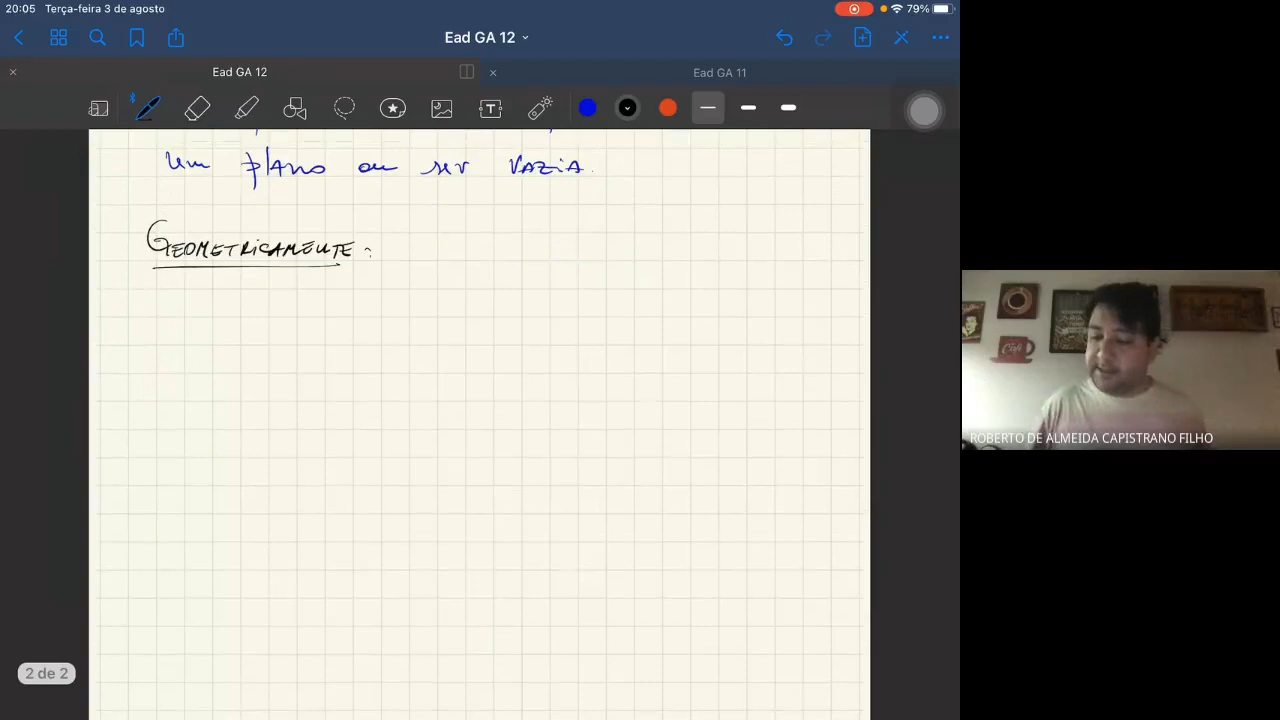 20:05 Terça-feira 3 de agosto
79%
Ead GA 12
Ead GA 12
Ead GA 11
um plano ou ser vazia.
GEOMETRICAMENTE:
2 de 2
Café
ROBERTO DE ALMEIDA CAPISTRANO FILHO